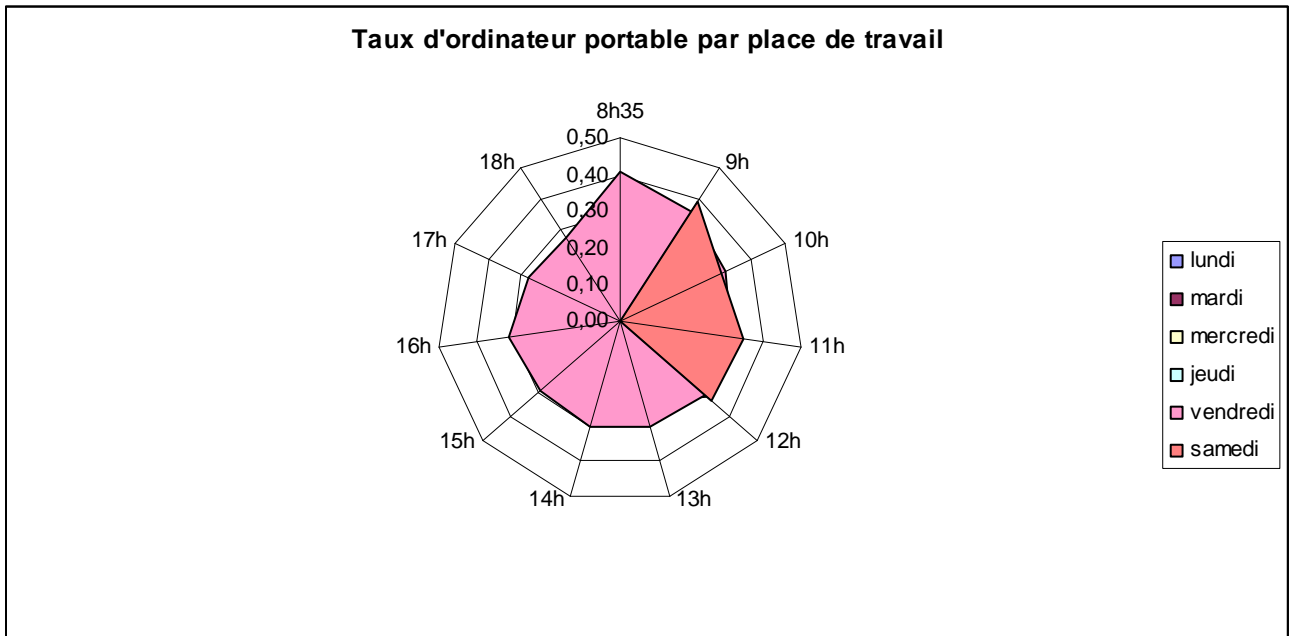 Taux d'ordinateur portable par place de travail
8h35
0,50
18h
9h
0,40
0,30
17h
10h
0,20
0,10
0,00
16h
11h
15h
12h
14h
13h
lundi
mardi
mercredi
jeudi
vendredi
samedi